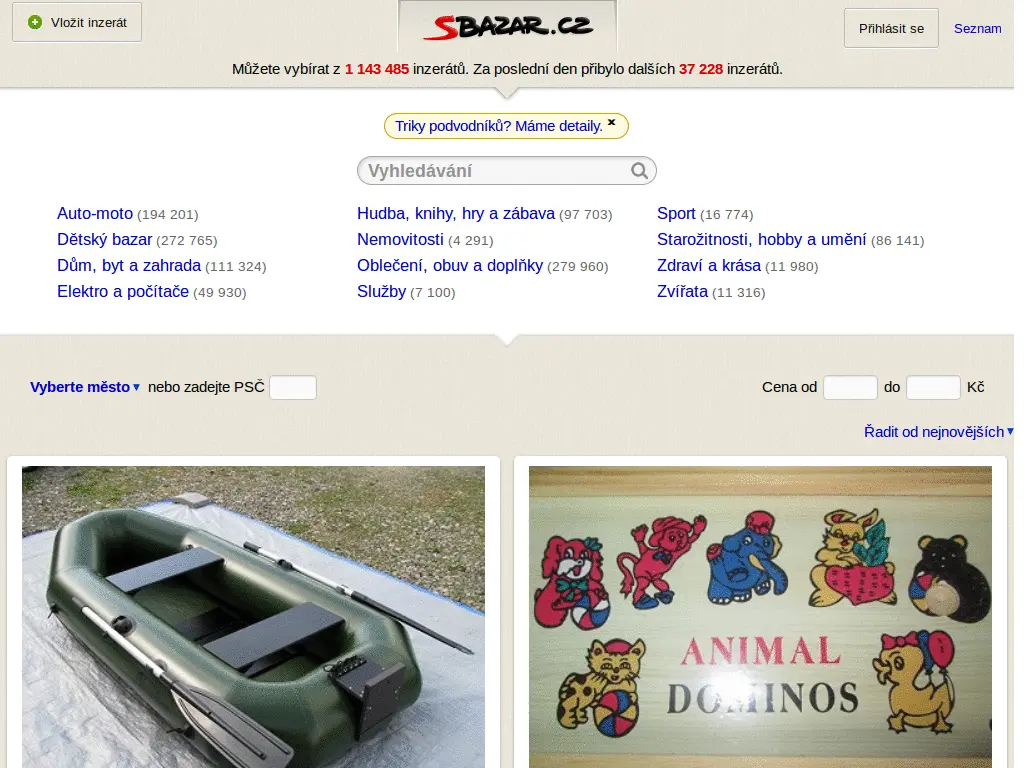 Vložit inzerát
SBAZAR.CZ
Přihlásit se
Seznam
Můžete vybírat z 1 143 485 inzerátů. Za poslední den přibylo dalších 37 228 inzerátů.
Triky podvodníků? Máme detaily. ×
Vyhledávání
Auto-moto (194 201)
Dětský bazar (272 765)
Dům, byt a zahrada (111 324)
Elektro a počítače (49 930)
Hudba, knihy, hry a zábava (97 703)
Nemovitosti (4 291)
Oblečení, obuv a doplňky (279 960)
Služby (7 100)
Sport (16 774)
Starožitnosti, hobby a umění (86 141)
Zdraví a krása (11 980)
Zvířata (11 316)
Vyberte město ▾ nebo zadejte PSČ
Cena od do Kč
Řadit od nejnovějších ▾
ANIMAL
DOMINOS